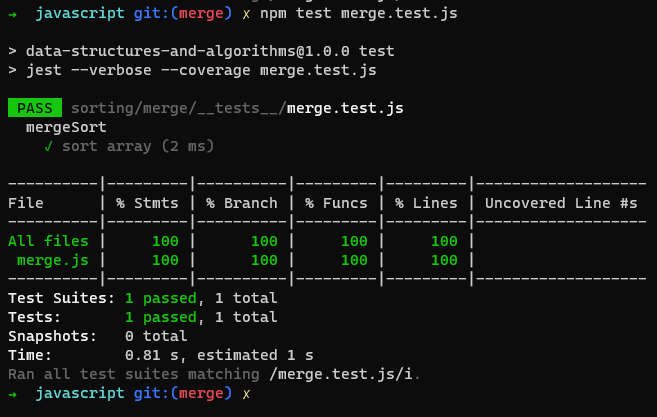 →  javascript git:(merge) ✗ npm test merge.test.js
> data-structures-and-algorithms@1.0.0 test
> jest --verbose --coverage merge.test.js
PASS  sorting/merge/__tests__/merge.test.js
  mergeSort
    ✓ sort array (2 ms)
----------|---------|----------|---------|---------|-------------------
File      | % Stmts | % Branch | % Funcs | % Lines | Uncovered Line #s
----------|---------|----------|---------|---------|-------------------
All files |     100 |      100 |     100 |     100 |
 merge.js |     100 |      100 |     100 |     100 |
----------|---------|----------|---------|---------|-------------------
Test Suites: 1 passed, 1 total
Tests:       1 passed, 1 total
Snapshots:   0 total
Time:        0.81 s, estimated 1 s
Ran all test suites matching /merge.test.js/i.
→  javascript git:(merge) ✗